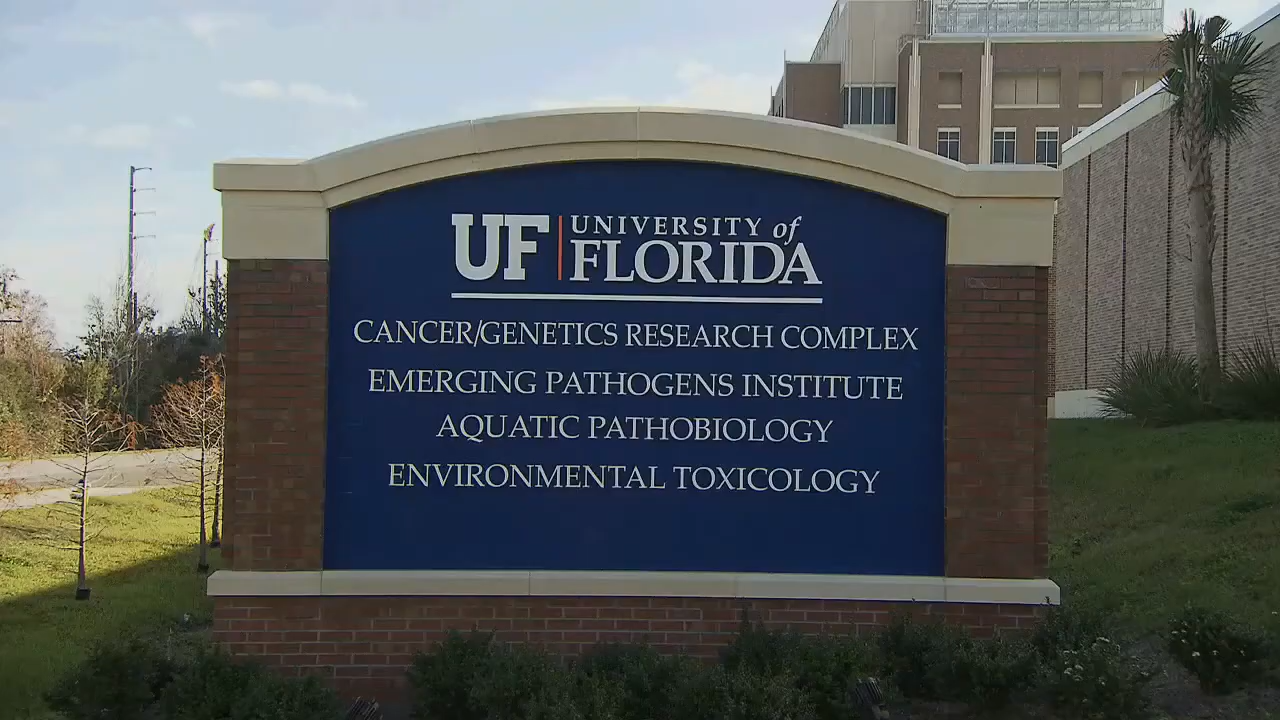 UF UNIVERSITY of
FLORIDA
CANCER/GENETICS RESEARCH COMPLEX
EMERGING PATHOGENS INSTITUTE
AQUATIC PATHOBIOLOGY
ENVIRONMENTAL TOXICOLOGY